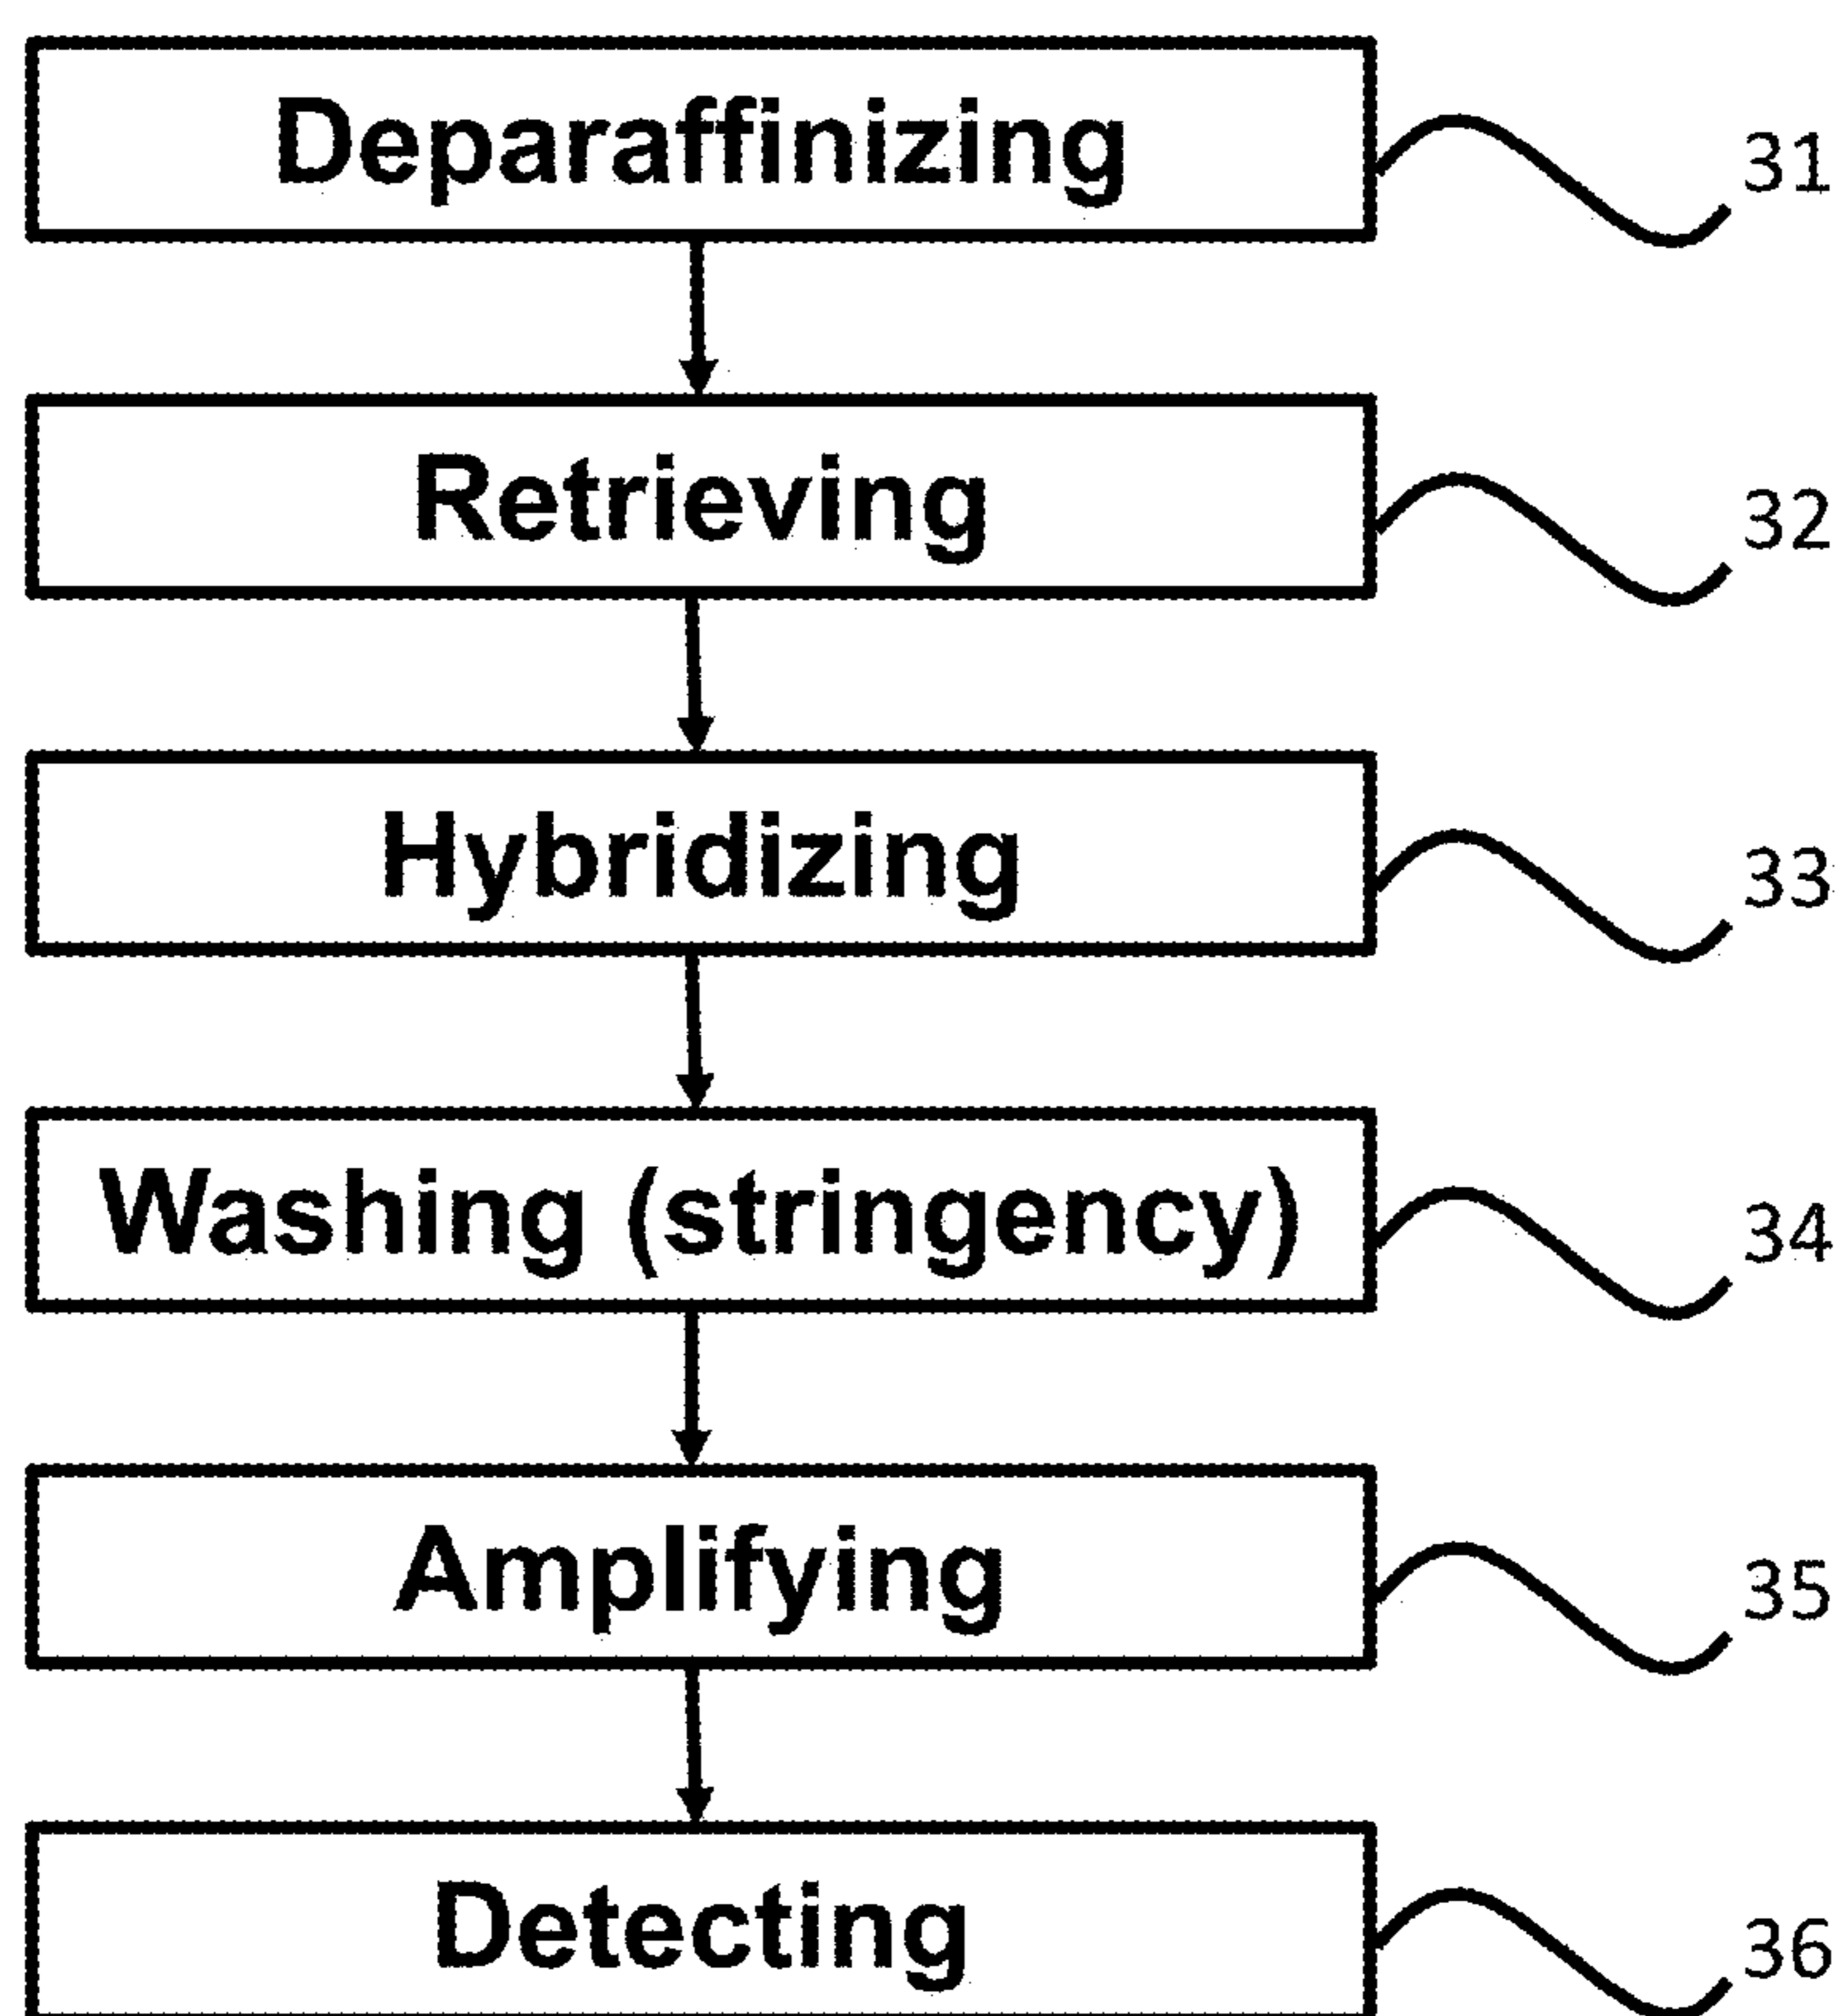 Deparaffinizing 31
Retrieving 32
Hybridizing 33
Washing (stringency) 34
Amplifying 35
Detecting 36